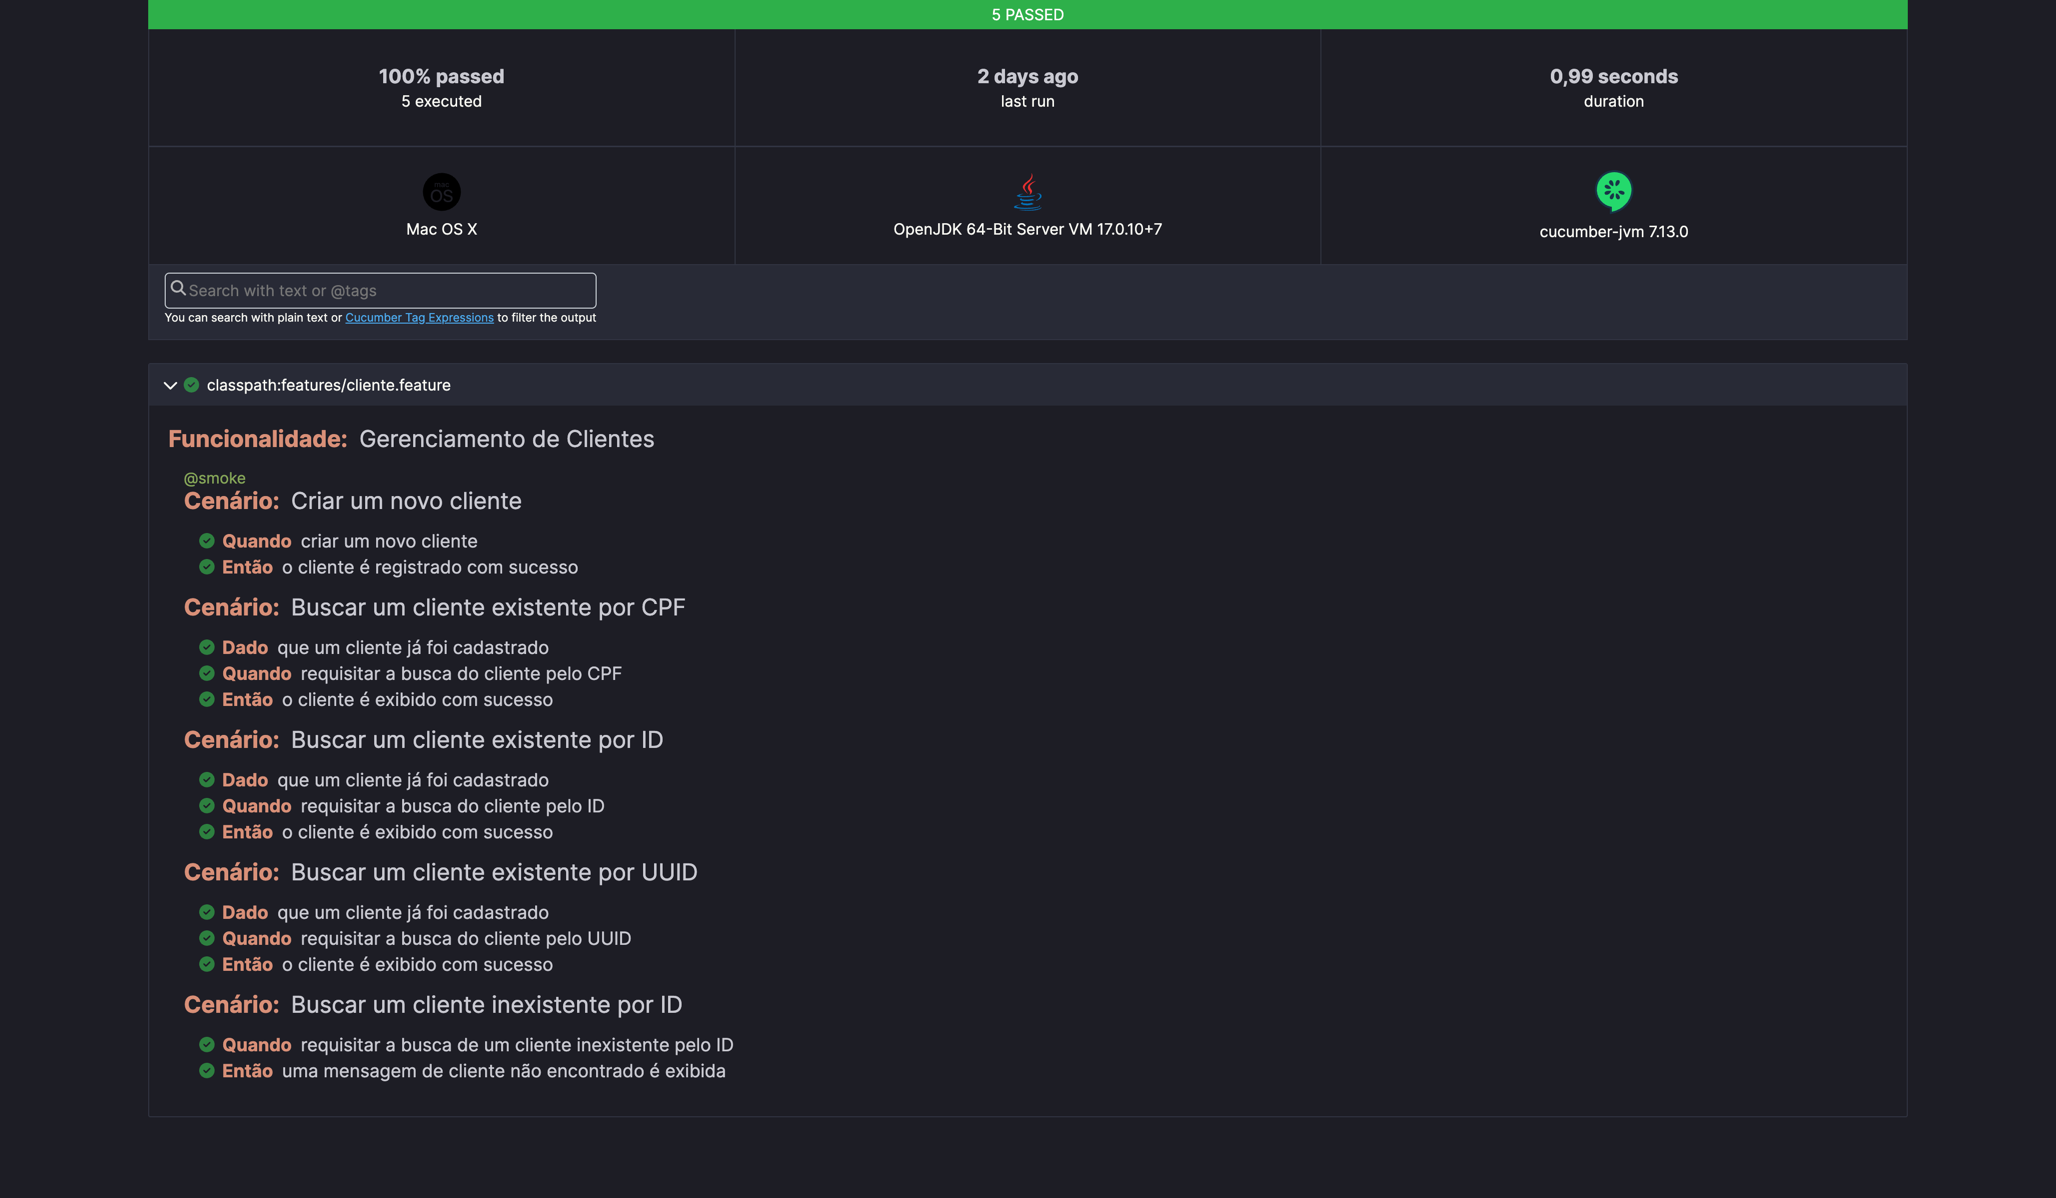 5 PASSED
100% passed
5 executed
2 days ago
last run
0,99 seconds
duration
mac
OS
Mac OS X
OpenJDK 64-Bit Server VM 17.0.10+7
cucumber-jvm 7.13.0
Search with text or @tags
You can search with plain text or Cucumber Tag Expressions to filter the output
classpath:features/cliente.feature
Funcionalidade: Gerenciamento de Clientes
@smoke
Cenário: Criar um novo cliente
Quando criar um novo cliente
Então o cliente é registrado com sucesso
Cenário: Buscar um cliente existente por CPF
Dado que um cliente já foi cadastrado
Quando requisitar a busca do cliente pelo CPF
Então o cliente é exibido com sucesso
Cenário: Buscar um cliente existente por ID
Dado que um cliente já foi cadastrado
Quando requisitar a busca do cliente pelo ID
Então o cliente é exibido com sucesso
Cenário: Buscar um cliente existente por UUID
Dado que um cliente já foi cadastrado
Quando requisitar a busca do cliente pelo UUID
Então o cliente é exibido com sucesso
Cenário: Buscar um cliente inexistente por ID
Quando requisitar a busca de um cliente inexistente pelo ID
Então uma mensagem de cliente não encontrado é exibida